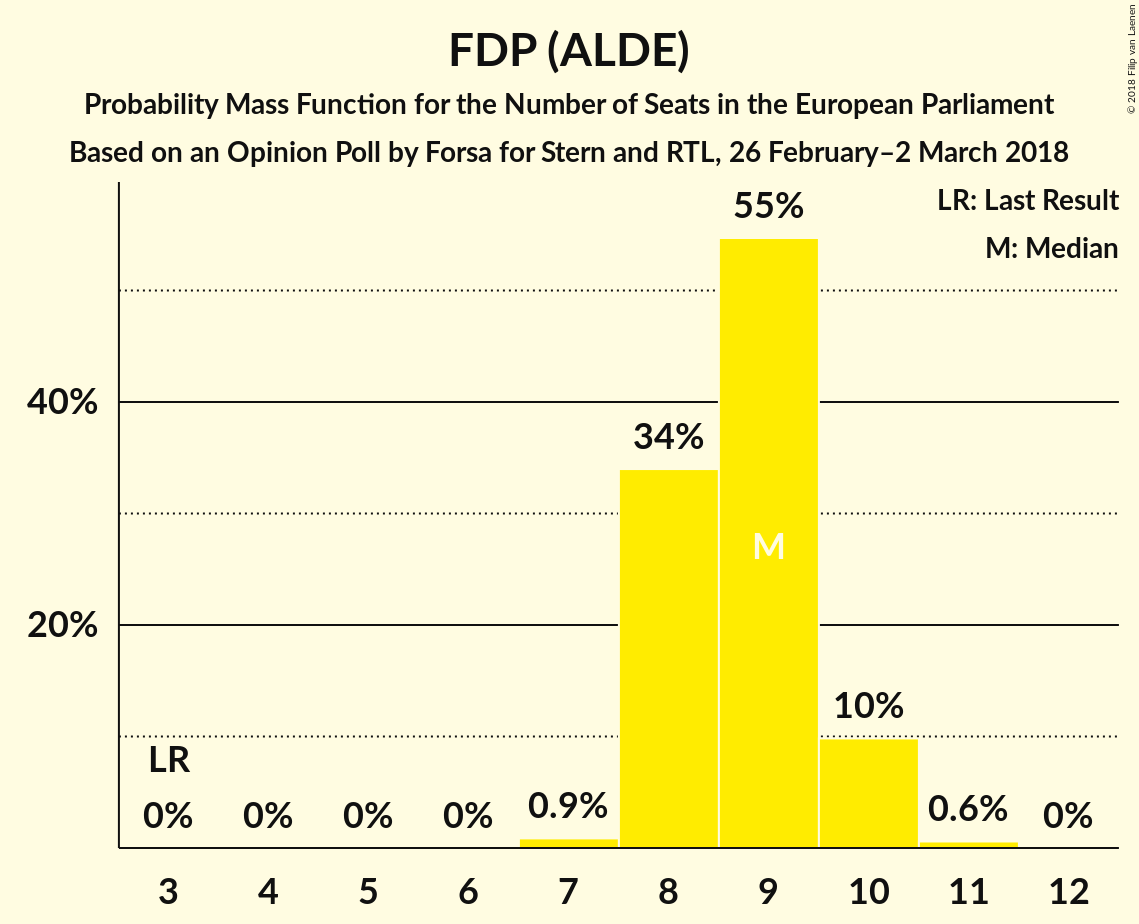 FDP (ALDE)
Probability Mass Function for the Number of Seats in the European Parliament
Based on an Opinion Poll by Forsa for Stern and RTL, 26 February–2 March 2018
© 2018 Filip van Laenen
LR: Last Result
M: Median
55%
40%
34%
M
20%
10%
LR
0% 0% 0% 0% 0.9% 0.6% 0%
3 4 5 6 7 8 9 10 11 12